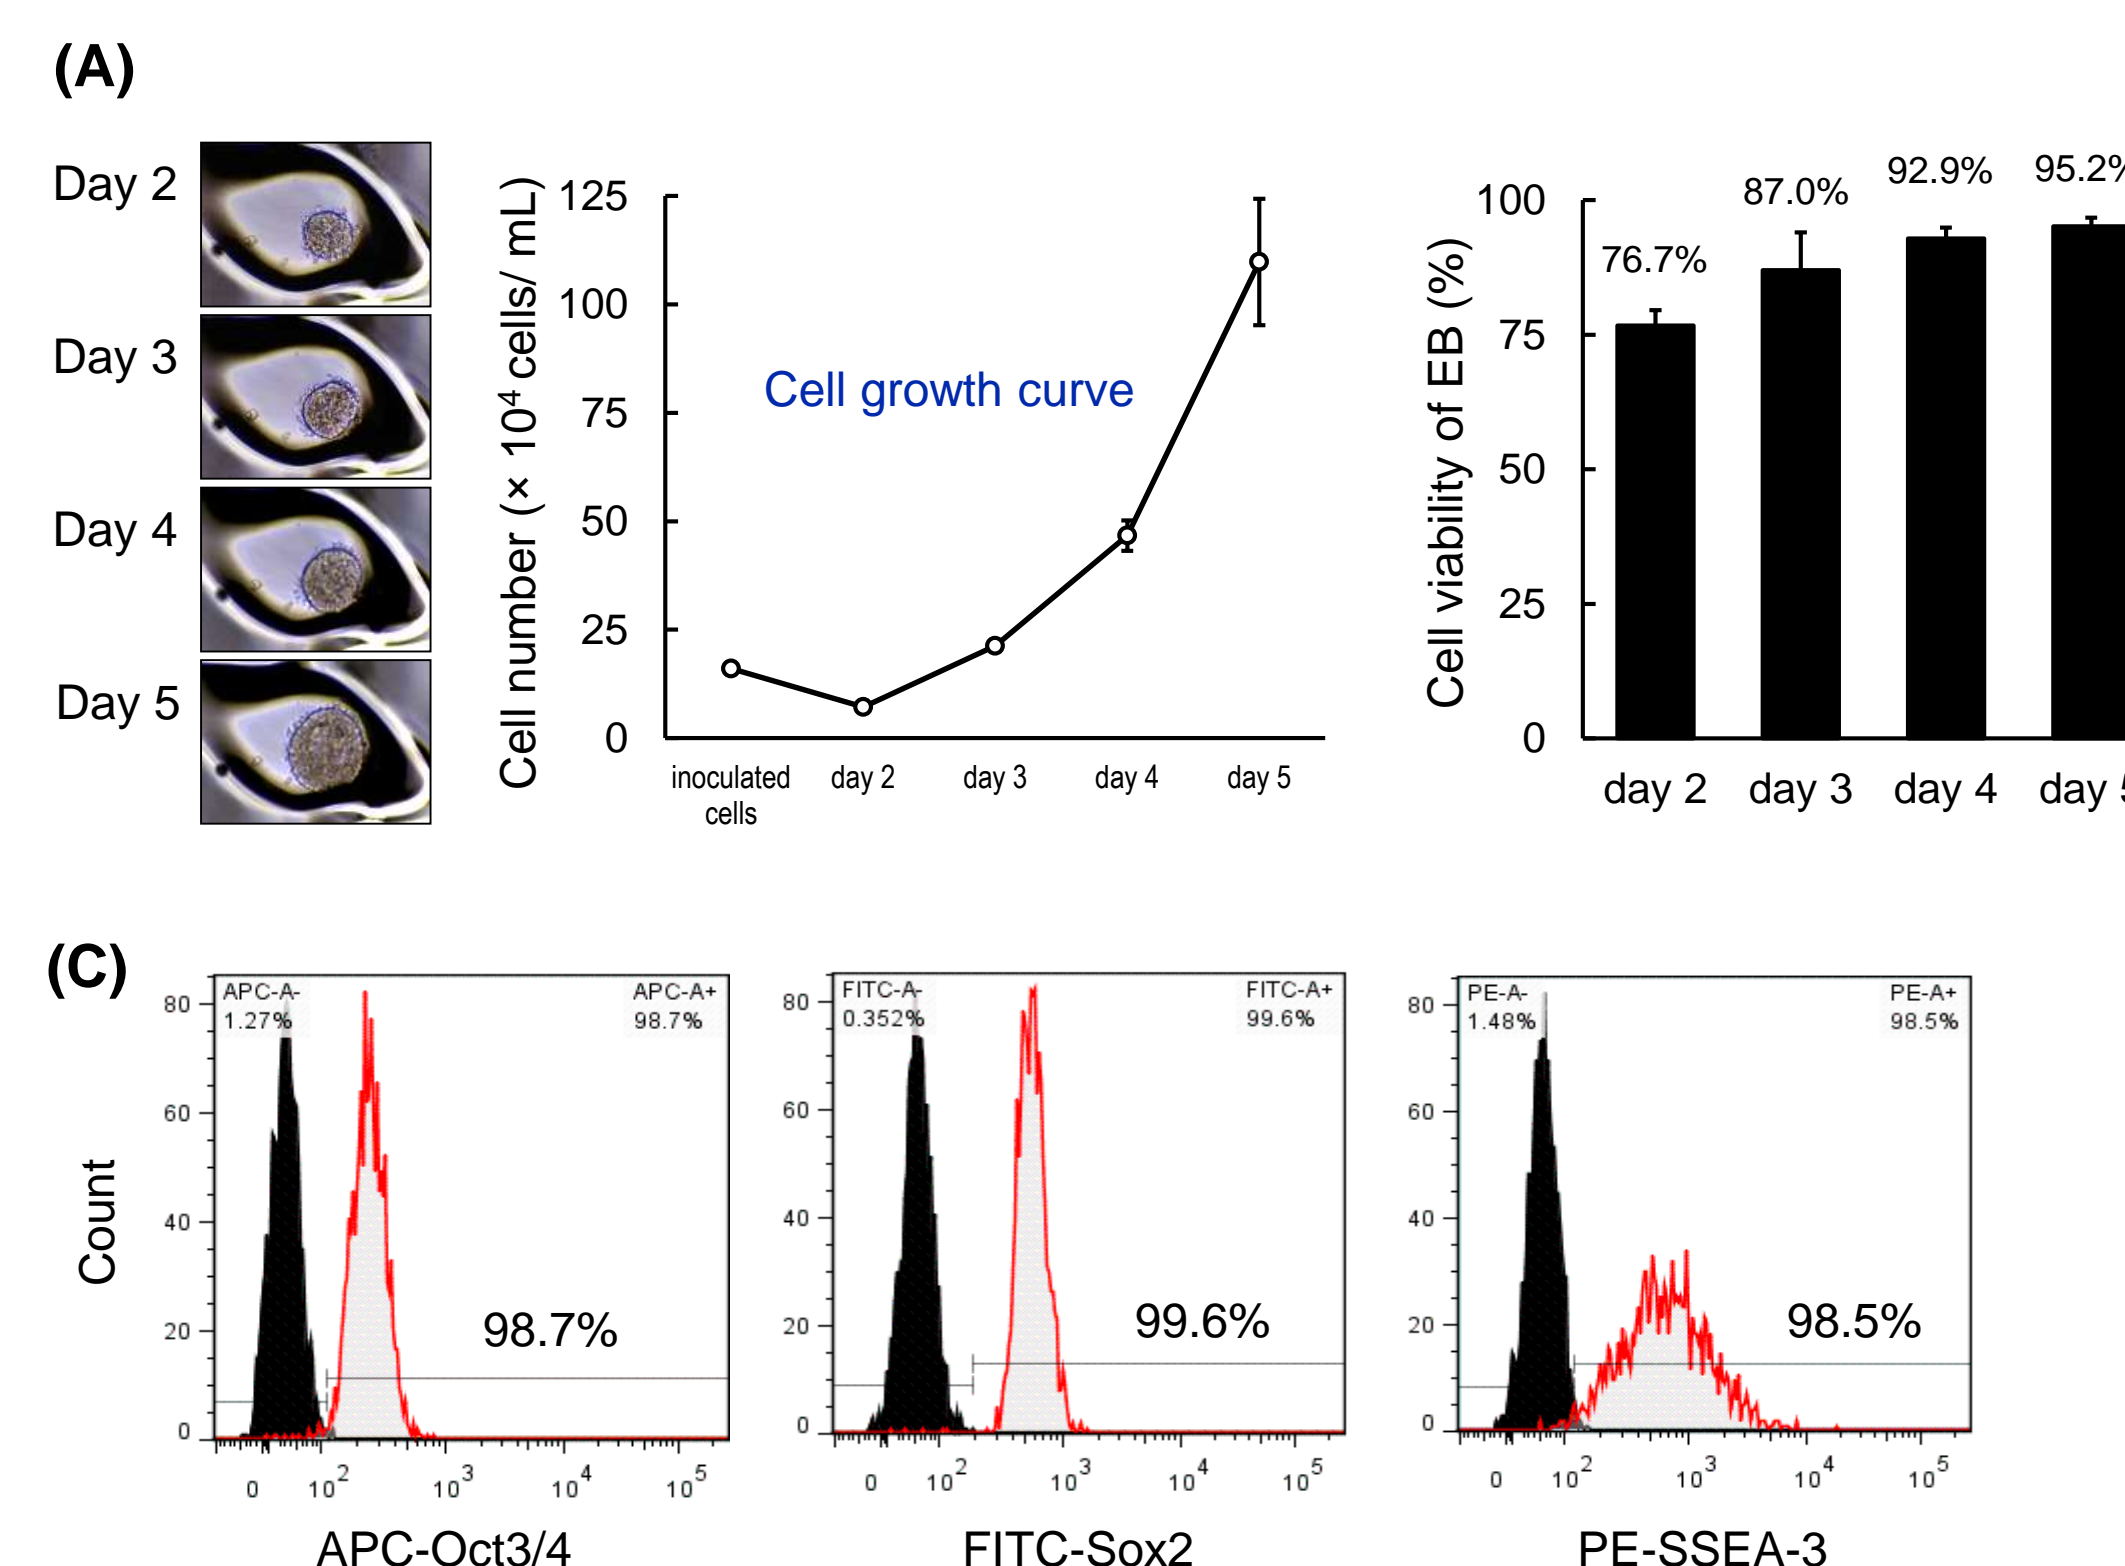 (A)
Day 2
Day 3
Day 4
Day 5
Cell number (× 10⁴ cells/ mL)
125
100
75
50
25
0
Cell growth curve
inoculated cells
day 2
day 3
day 4
day 5
Cell viability of EB (%)
100
75
50
25
0
76.7%
87.0%
92.9%
95.2%
day 2
day 3
day 4
day 5
(C)
Count
APC-A-
1.27%
APC-A+
98.7%
80
60
40
20
0
98.7%
0 10² 10³ 10⁴ 10⁵
APC-Oct3/4
FITC-A-
0.352%
FITC-A+
99.6%
80
60
40
20
0
99.6%
0 10² 10³ 10⁴ 10⁵
FITC-Sox2
PE-A-
1.48%
PE-A+
98.5%
80
60
40
20
0
98.5%
0 10² 10³ 10⁴ 10⁵
PE-SSEA-3